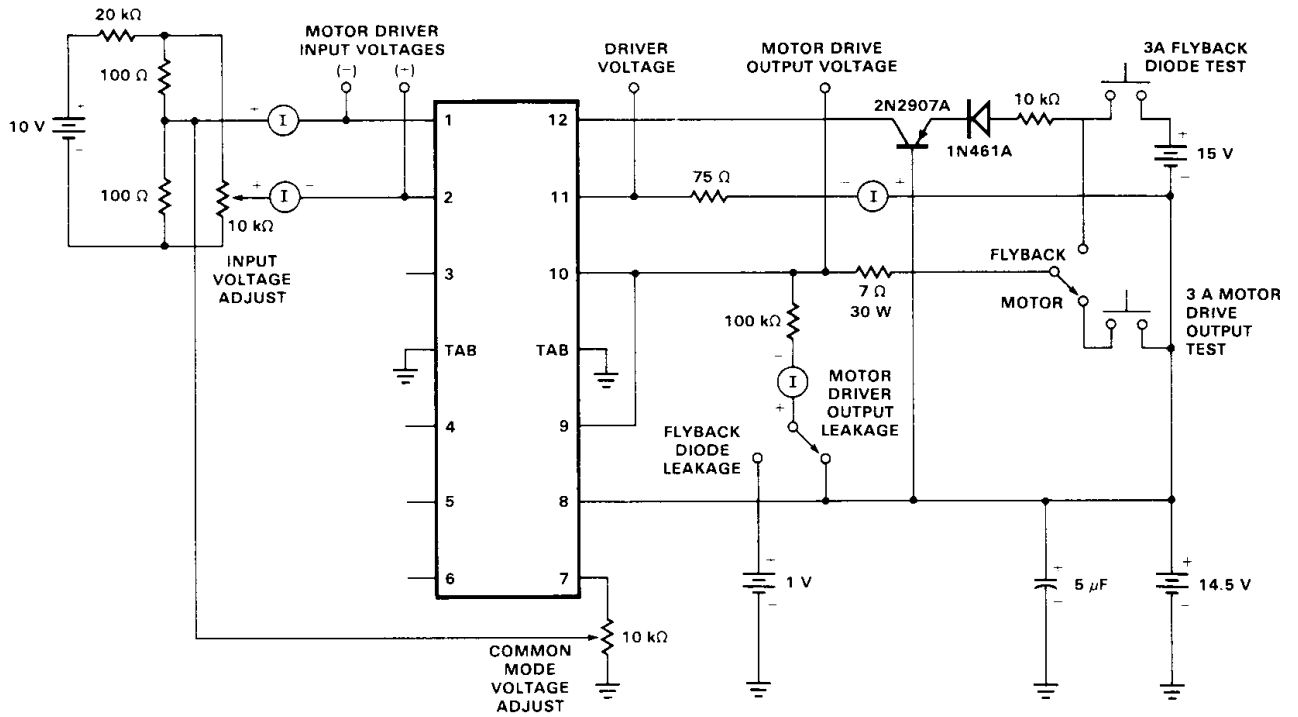 20 kΩ
MOTOR DRIVER
INPUT VOLTAGES
(−) (+)
DRIVER
VOLTAGE
MOTOR DRIVE
OUTPUT VOLTAGE
3A FLYBACK
DIODE TEST
100 Ω
+ I
10 V
+
−
1
12
2N2907A
1N461A
10 kΩ
+
15 V
−
100 Ω
+ I −
10 kΩ
2
11
75 Ω
− I +
INPUT
VOLTAGE
ADJUST
3
10
7 Ω
30 W
FLYBACK
MOTOR
3 A MOTOR
DRIVE
OUTPUT
TEST
100 kΩ
TAB
TAB
−
I
+
MOTOR
DRIVER
OUTPUT
LEAKAGE
4
9
FLYBACK
DIODE
LEAKAGE
5
8
6
7
+
1 V
−
+
5 μF
−
+
14.5 V
−
10 kΩ
COMMON
MODE
VOLTAGE
ADJUST